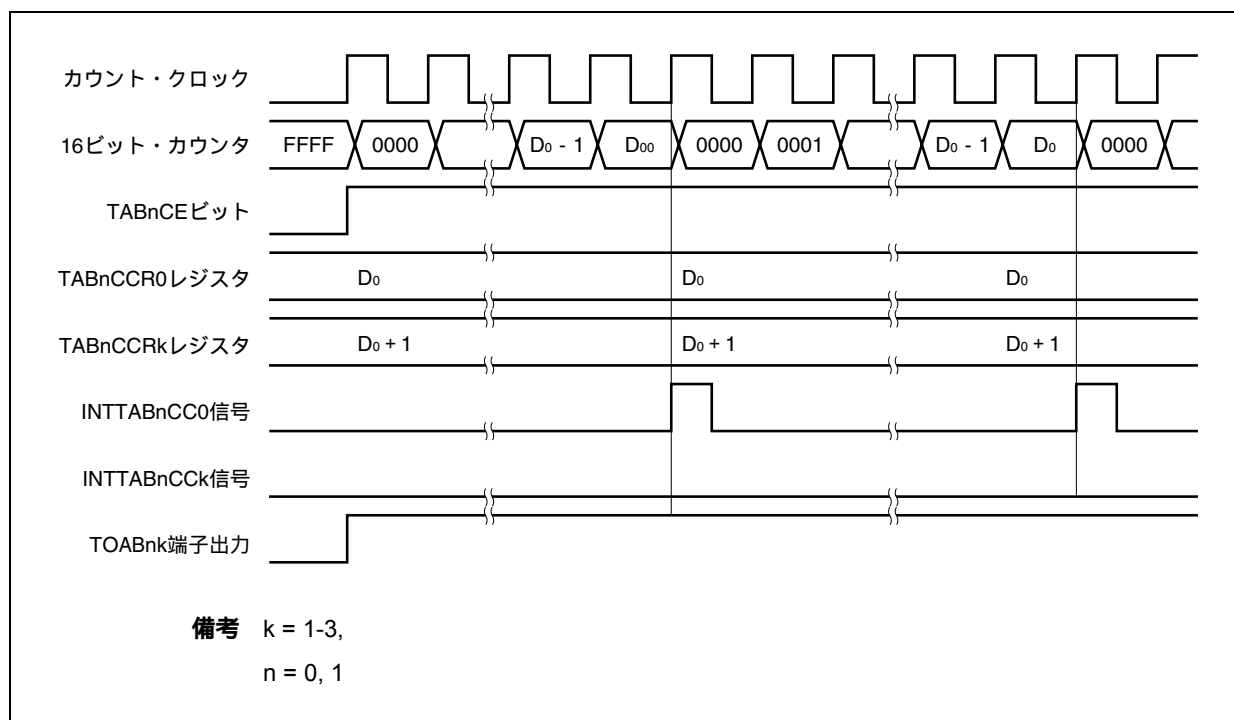 カウント・クロック
16ビット・カウンタ FFFF 0000 D₀ - 1 D₀₀ 0000 0001 D₀ - 1 D₀ 0000
TABnCEビット
TABnCCR0レジスタ D₀ D₀ D₀
TABnCCRkレジスタ D₀ + 1 D₀ + 1 D₀ + 1
INTTABnCC0信号
INTTABnCCk信号
TOABnk端子出力
備考 k = 1-3,
n = 0, 1